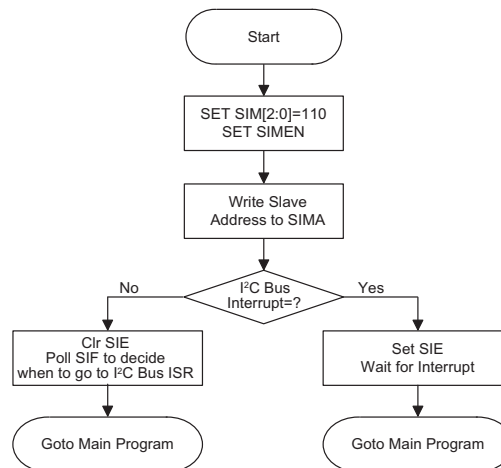 Start
SET SIM[2:0]=110
SET SIMEN
Write Slave
Address to SIMA
I²C Bus
Interrupt=?
No
Yes
Clr SIE
Poll SIF to decide
when to go to I²C Bus ISR
Set SIE
Wait for Interrupt
Goto Main Program
Goto Main Program